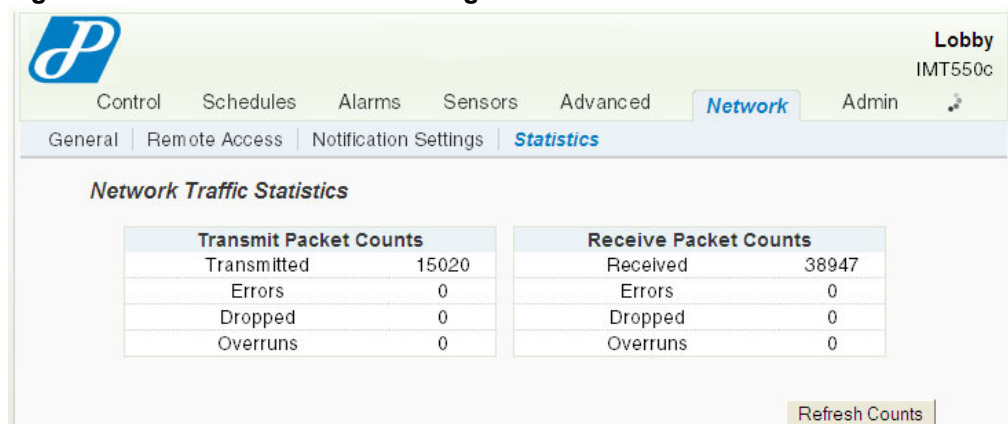 Lobby
IMT550c
Control Schedules Alarms Sensors Advanced Network Admin
General | Remote Access | Notification Settings | Statistics
Network Traffic Statistics
Transmit Packet Counts Receive Packet Counts
Transmitted 15020 Received 38947
Errors 0 Errors 0
Dropped 0 Dropped 0
Overruns 0 Overruns 0
Refresh Counts